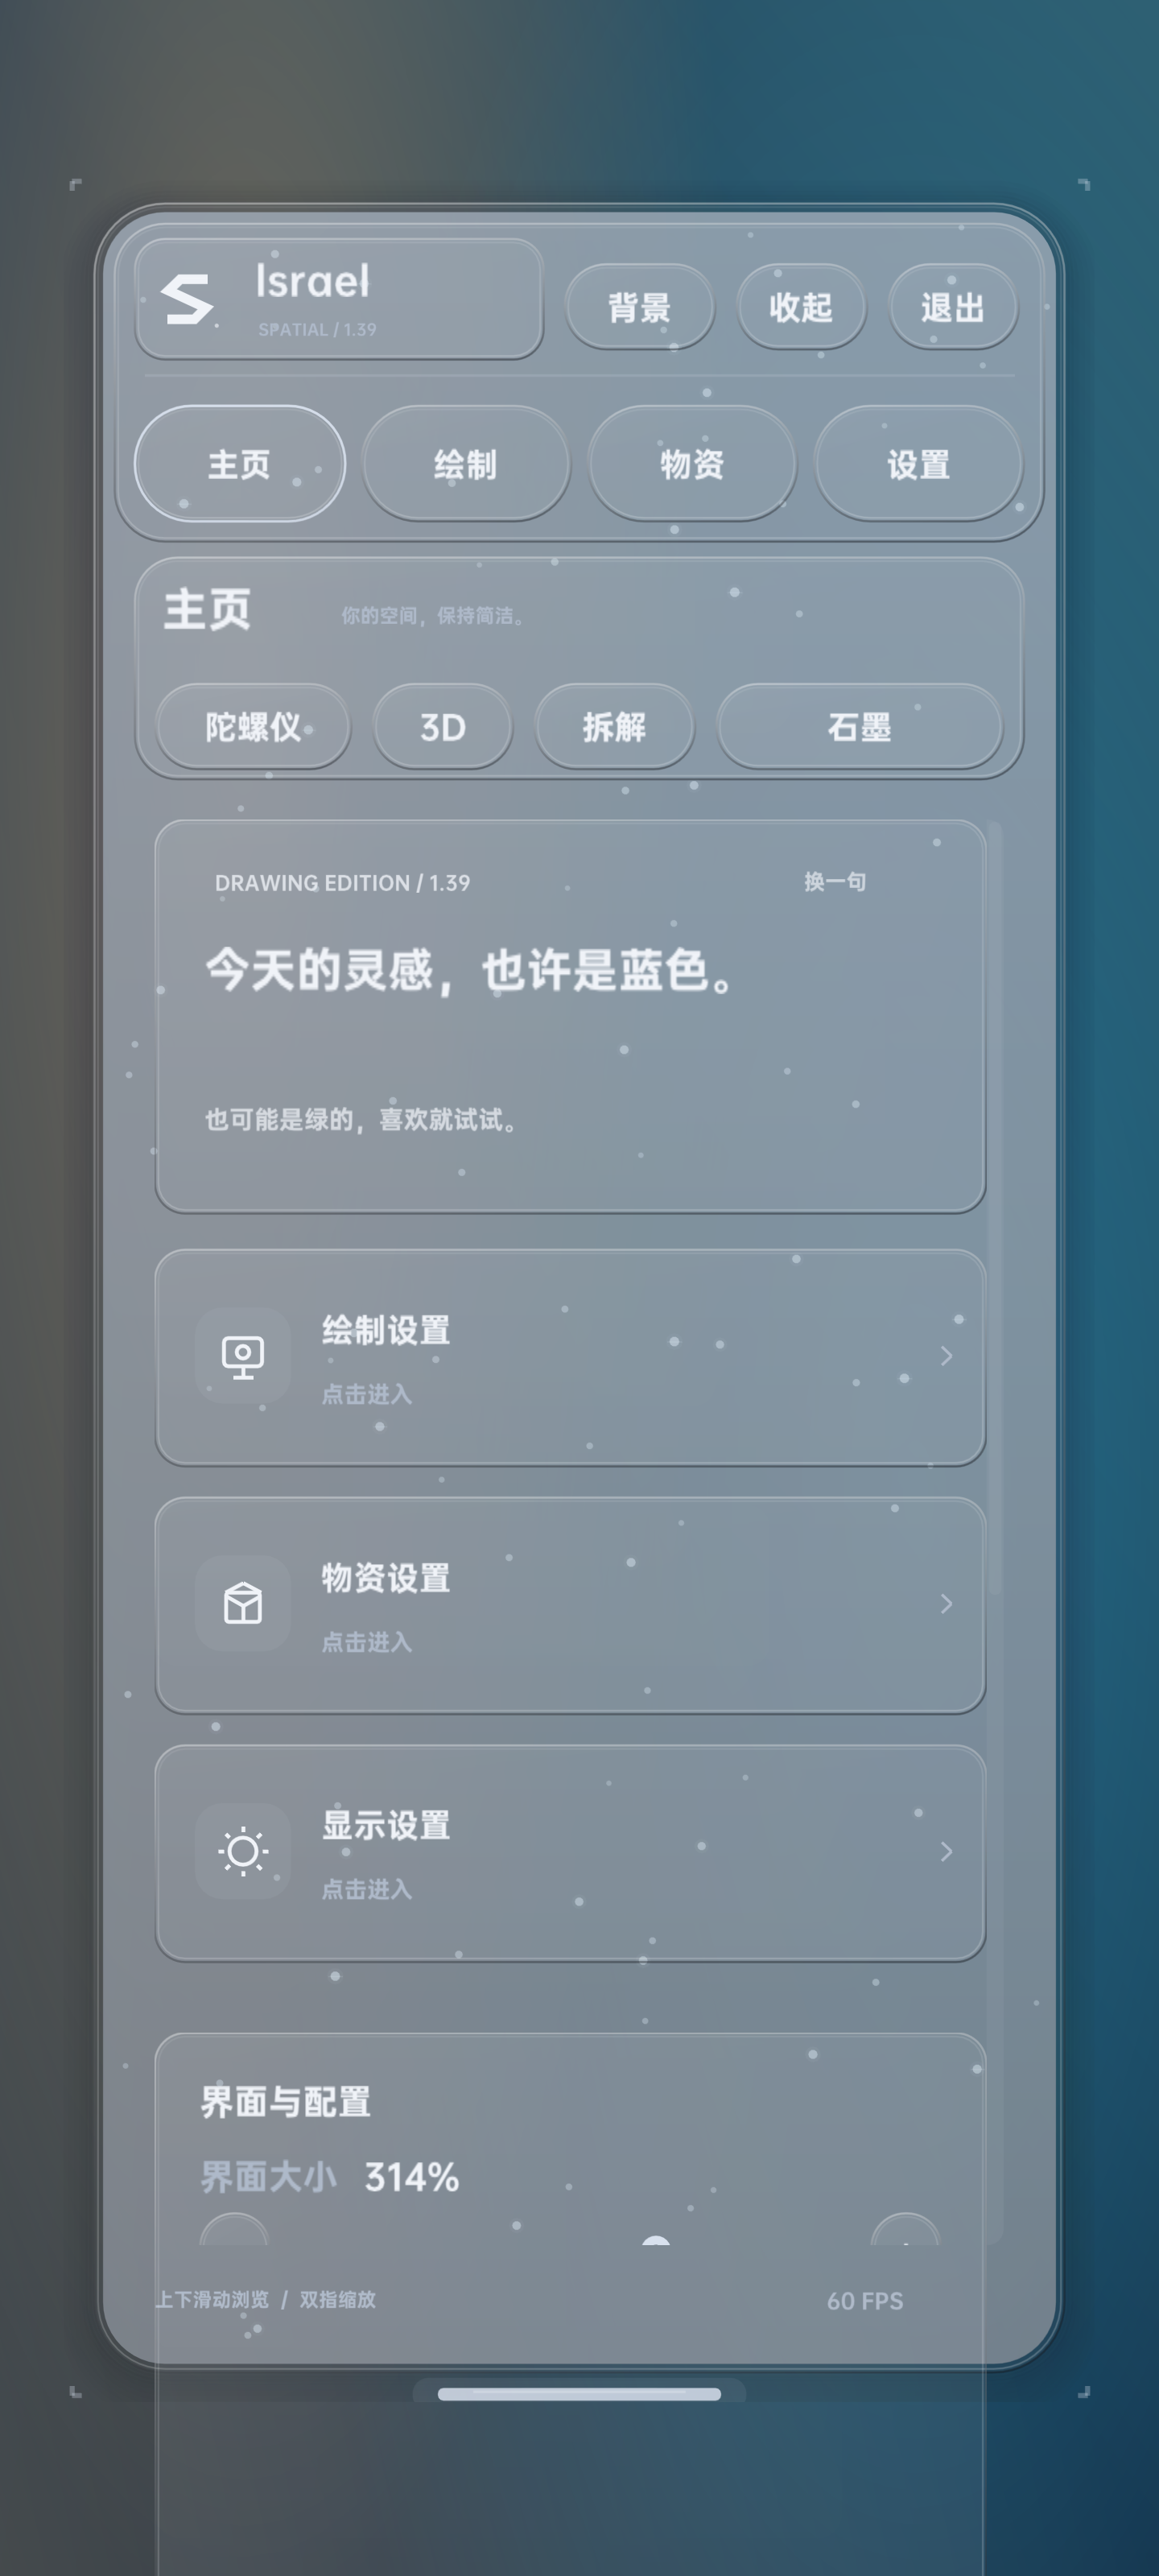 Israel
SPATIAL / 1.39
背景
收起
退出
主页
绘制
物资
设置
主页
你的空间，保持简洁。
陀螺仪
3D
拆解
石墨
DRAWING EDITION / 1.39
换一句
今天的灵感，也许是蓝色。
也可能是绿的，喜欢就试试。
绘制设置
点击进入
物资设置
点击进入
显示设置
点击进入
界面与配置
界面大小 314%
上下滑动浏览 / 双指缩放
60 FPS